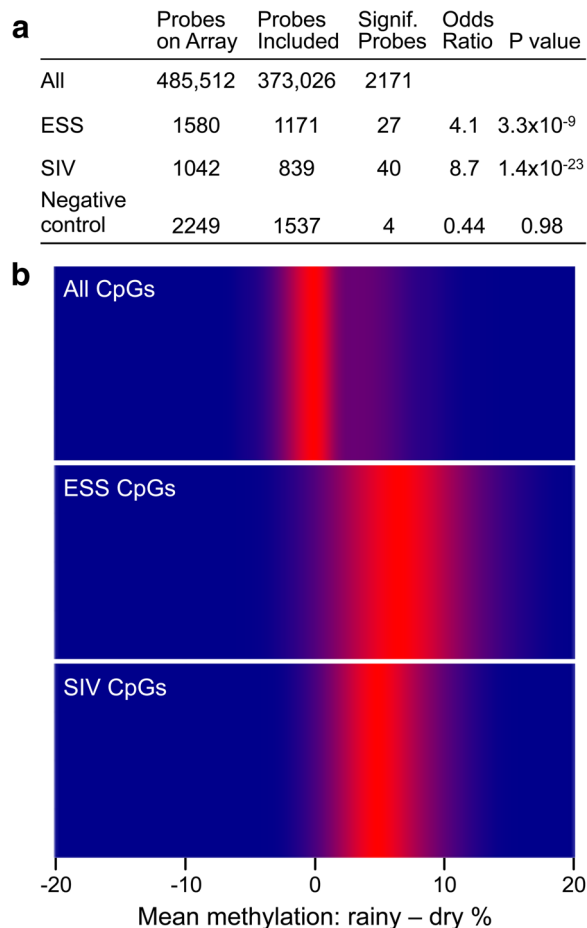 a
Probes on Array Probes Included Signif. Probes Odds Ratio P value
All 485,512 373,026 2171
ESS 1580 1171 27 4.1 3.3x10⁻⁹
SIV 1042 839 40 8.7 1.4x10⁻²³
Negative control 2249 1537 4 0.44 0.98
b
All CpGs
ESS CpGs
SIV CpGs
-20 -10 0 10 20
Mean methylation: rainy – dry %